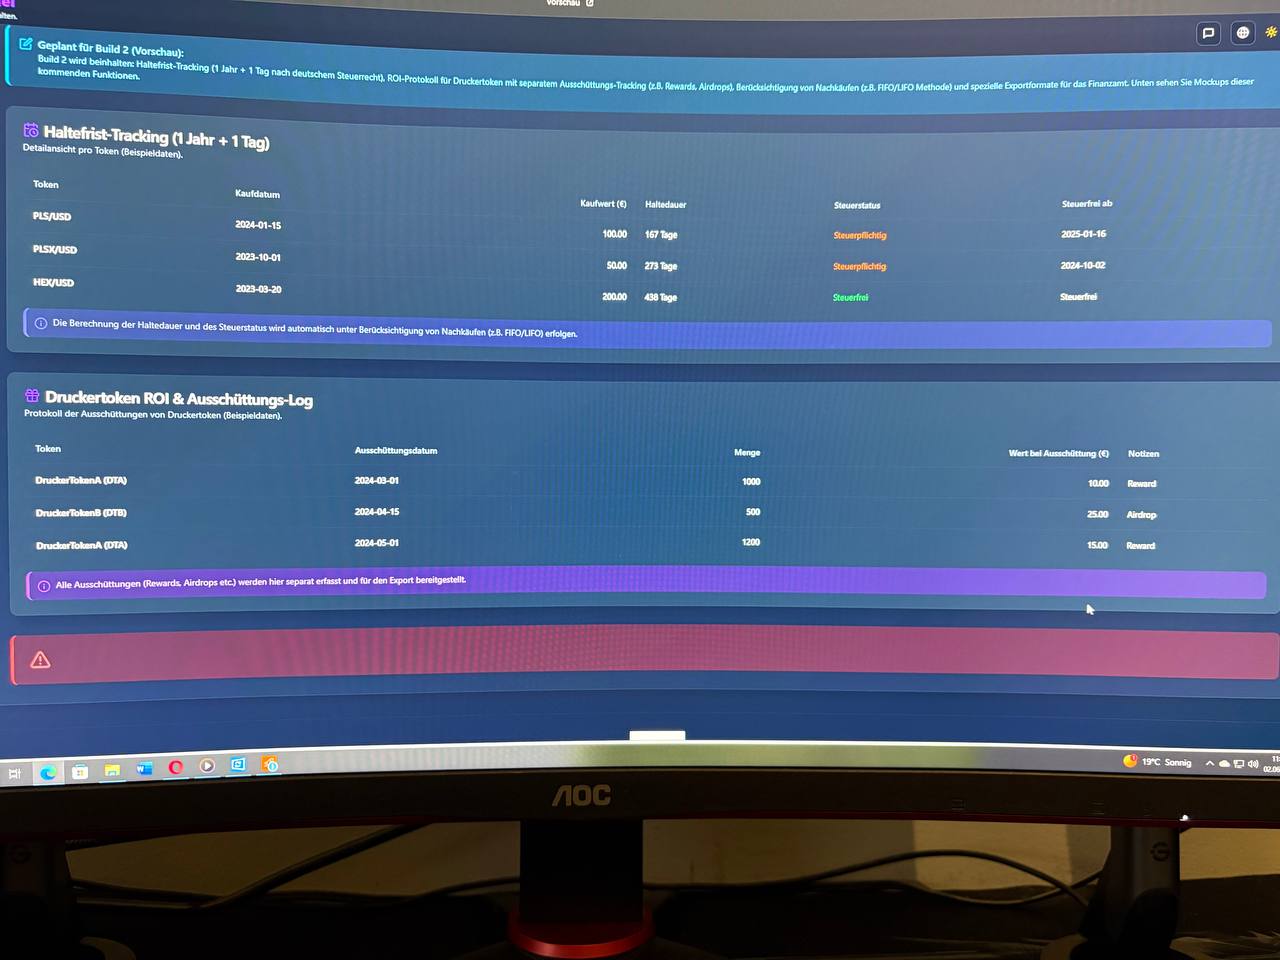 Vorschau
Geplant für Build 2 (Vorschau):
Build 2 wird beinhalten: Haltefrist-Tracking (1 Jahr + 1 Tag nach deutschem Steuerrecht), ROI-Protokoll für Druckertoken mit separatem Ausschüttungs-Tracking (z.B. Rewards, Airdrops), Berücksichtigung von Nachkäufen (z.B. FIFO/LIFO Methode) und spezielle Exportformate für das Finanzamt. Unten sehen Sie Mockups dieser
kommenden Funktionen.
Haltefrist-Tracking (1 Jahr + 1 Tag)
Detailansicht pro Token (Beispieldaten).
Token Kaufdatum Kaufwert (€) Haltedauer Steuerstatus Steuerfrei ab
PLS/USD 2024-01-15 100.00 167 Tage Steuerpflichtig 2025-01-16
PLSX/USD 2023-10-01 50.00 273 Tage Steuerpflichtig 2024-10-02
HEX/USD 2023-03-20 200.00 438 Tage Steuerfrei Steuerfrei
Die Berechnung der Haltedauer und des Steuerstatus wird automatisch unter Berücksichtigung von Nachkäufen (z.B. FIFO/LIFO) erfolgen.
Druckertoken ROI & Ausschüttungs-Log
Protokoll der Ausschüttungen von Druckertoken (Beispieldaten).
Token Ausschüttungsdatum Menge Wert bei Ausschüttung (€) Notizen
DruckerTokenA (DTA) 2024-03-01 1000 10.00 Reward
DruckerTokenB (DTB) 2024-04-15 500 25.00 Airdrop
DruckerTokenA (DTA) 2024-05-01 1200 15.00 Reward
Alle Ausschüttungen (Rewards, Airdrops etc.) werden hier separat erfasst und für den Export bereitgestellt.
19°C Sonnig
AOC